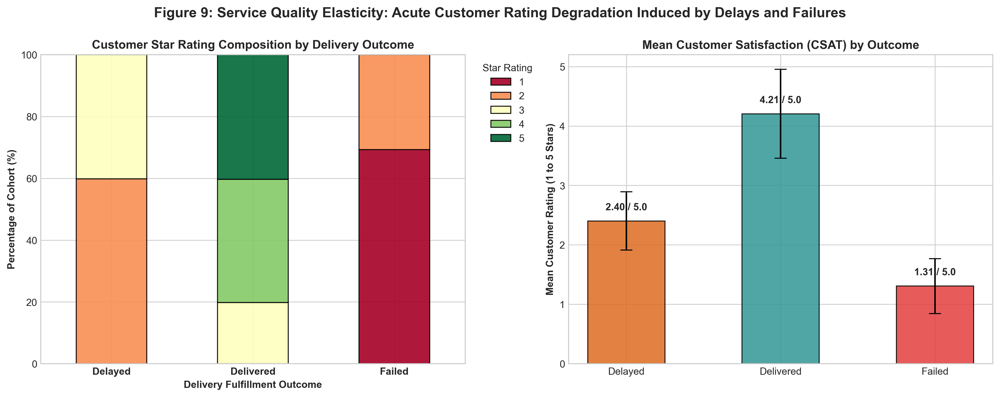 Figure 9: Service Quality Elasticity: Acute Customer Rating Degradation Induced by Delays and Failures
Customer Star Rating Composition by Delivery Outcome
Percentage of Cohort (%)
100
80
60
40
20
0
Delayed
Delivered
Failed
Delivery Fulfillment Outcome
Star Rating
1
2
3
4
5
Mean Customer Satisfaction (CSAT) by Outcome
Mean Customer Rating (1 to 5 Stars)
5
4
3
2
1
0
2.40 / 5.0
4.21 / 5.0
1.31 / 5.0
Delayed
Delivered
Failed